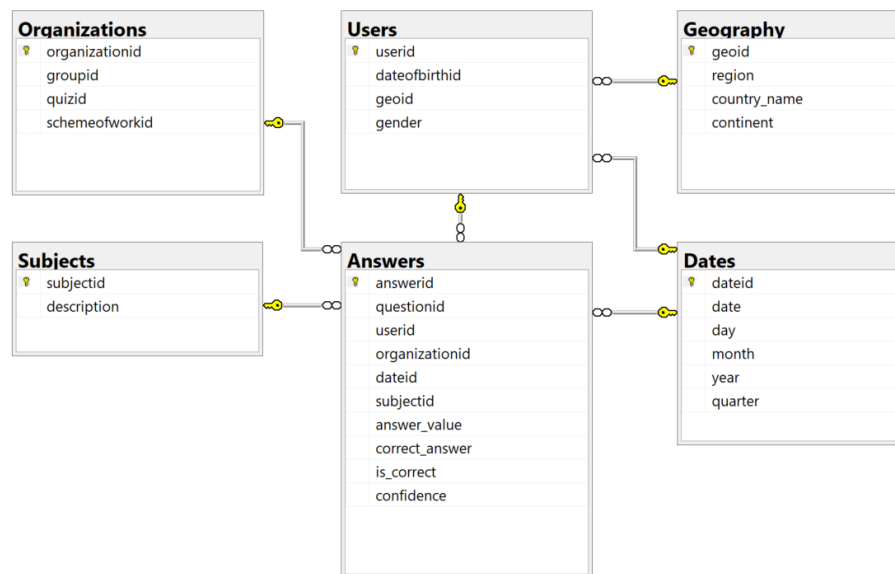 Organizations
organizationid
groupid
quizid
schemeofworkid
Users
userid
dateofbirthid
geoid
gender
Geography
geoid
region
country_name
continent
Subjects
subjectid
description
Answers
answerid
questionid
userid
organizationid
dateid
subjectid
answer_value
correct_answer
is_correct
confidence
Dates
dateid
date
day
month
year
quarter